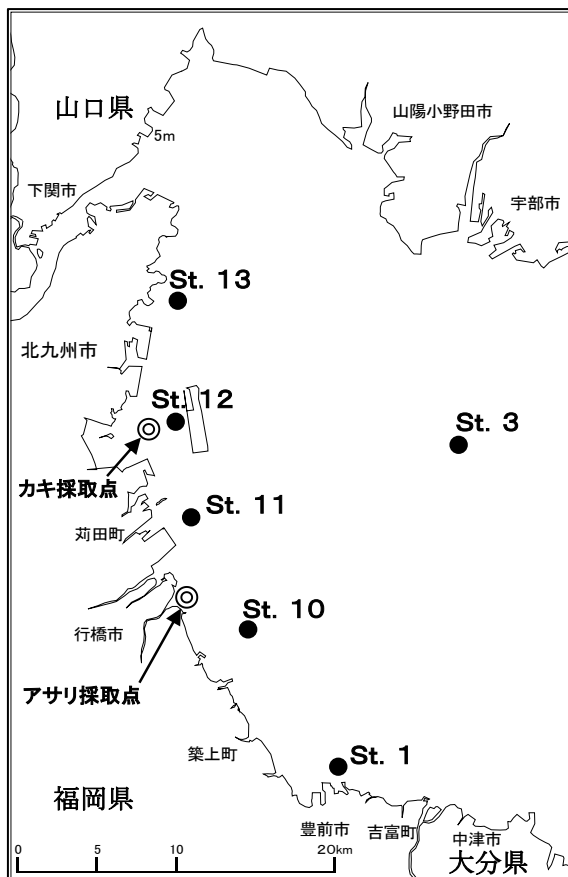 山口県
5m
山陽小野田市
下関市
宇部市
St. 13
北九州市
St. 12
St. 3
カキ採取点
St. 11
苅田町
St. 10
行橋市
アサリ採取点
築上町
St. 1
福岡県
豊前市
吉富町
中津市
大分県
0 5 10 20km